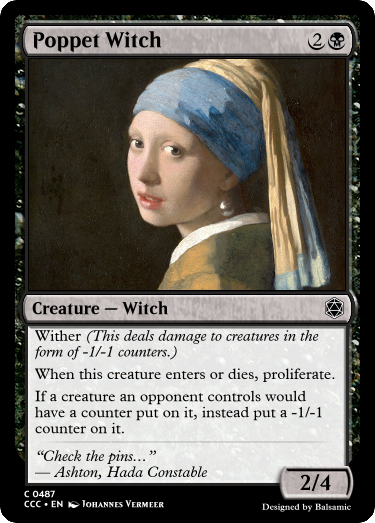 Poppet Witch 2
Creature — Witch
Wither (This deals damage to creatures in the
form of -1/-1 counters.)
When this creature enters or dies, proliferate.
If a creature an opponent controls would
have a counter put on it, instead put a -1/-1
counter on it.
“Check the pins…”
— Ashton, Hada Constable
2/4
C 0487
CCC • EN Johannes Vermeer
Designed by Balsamic